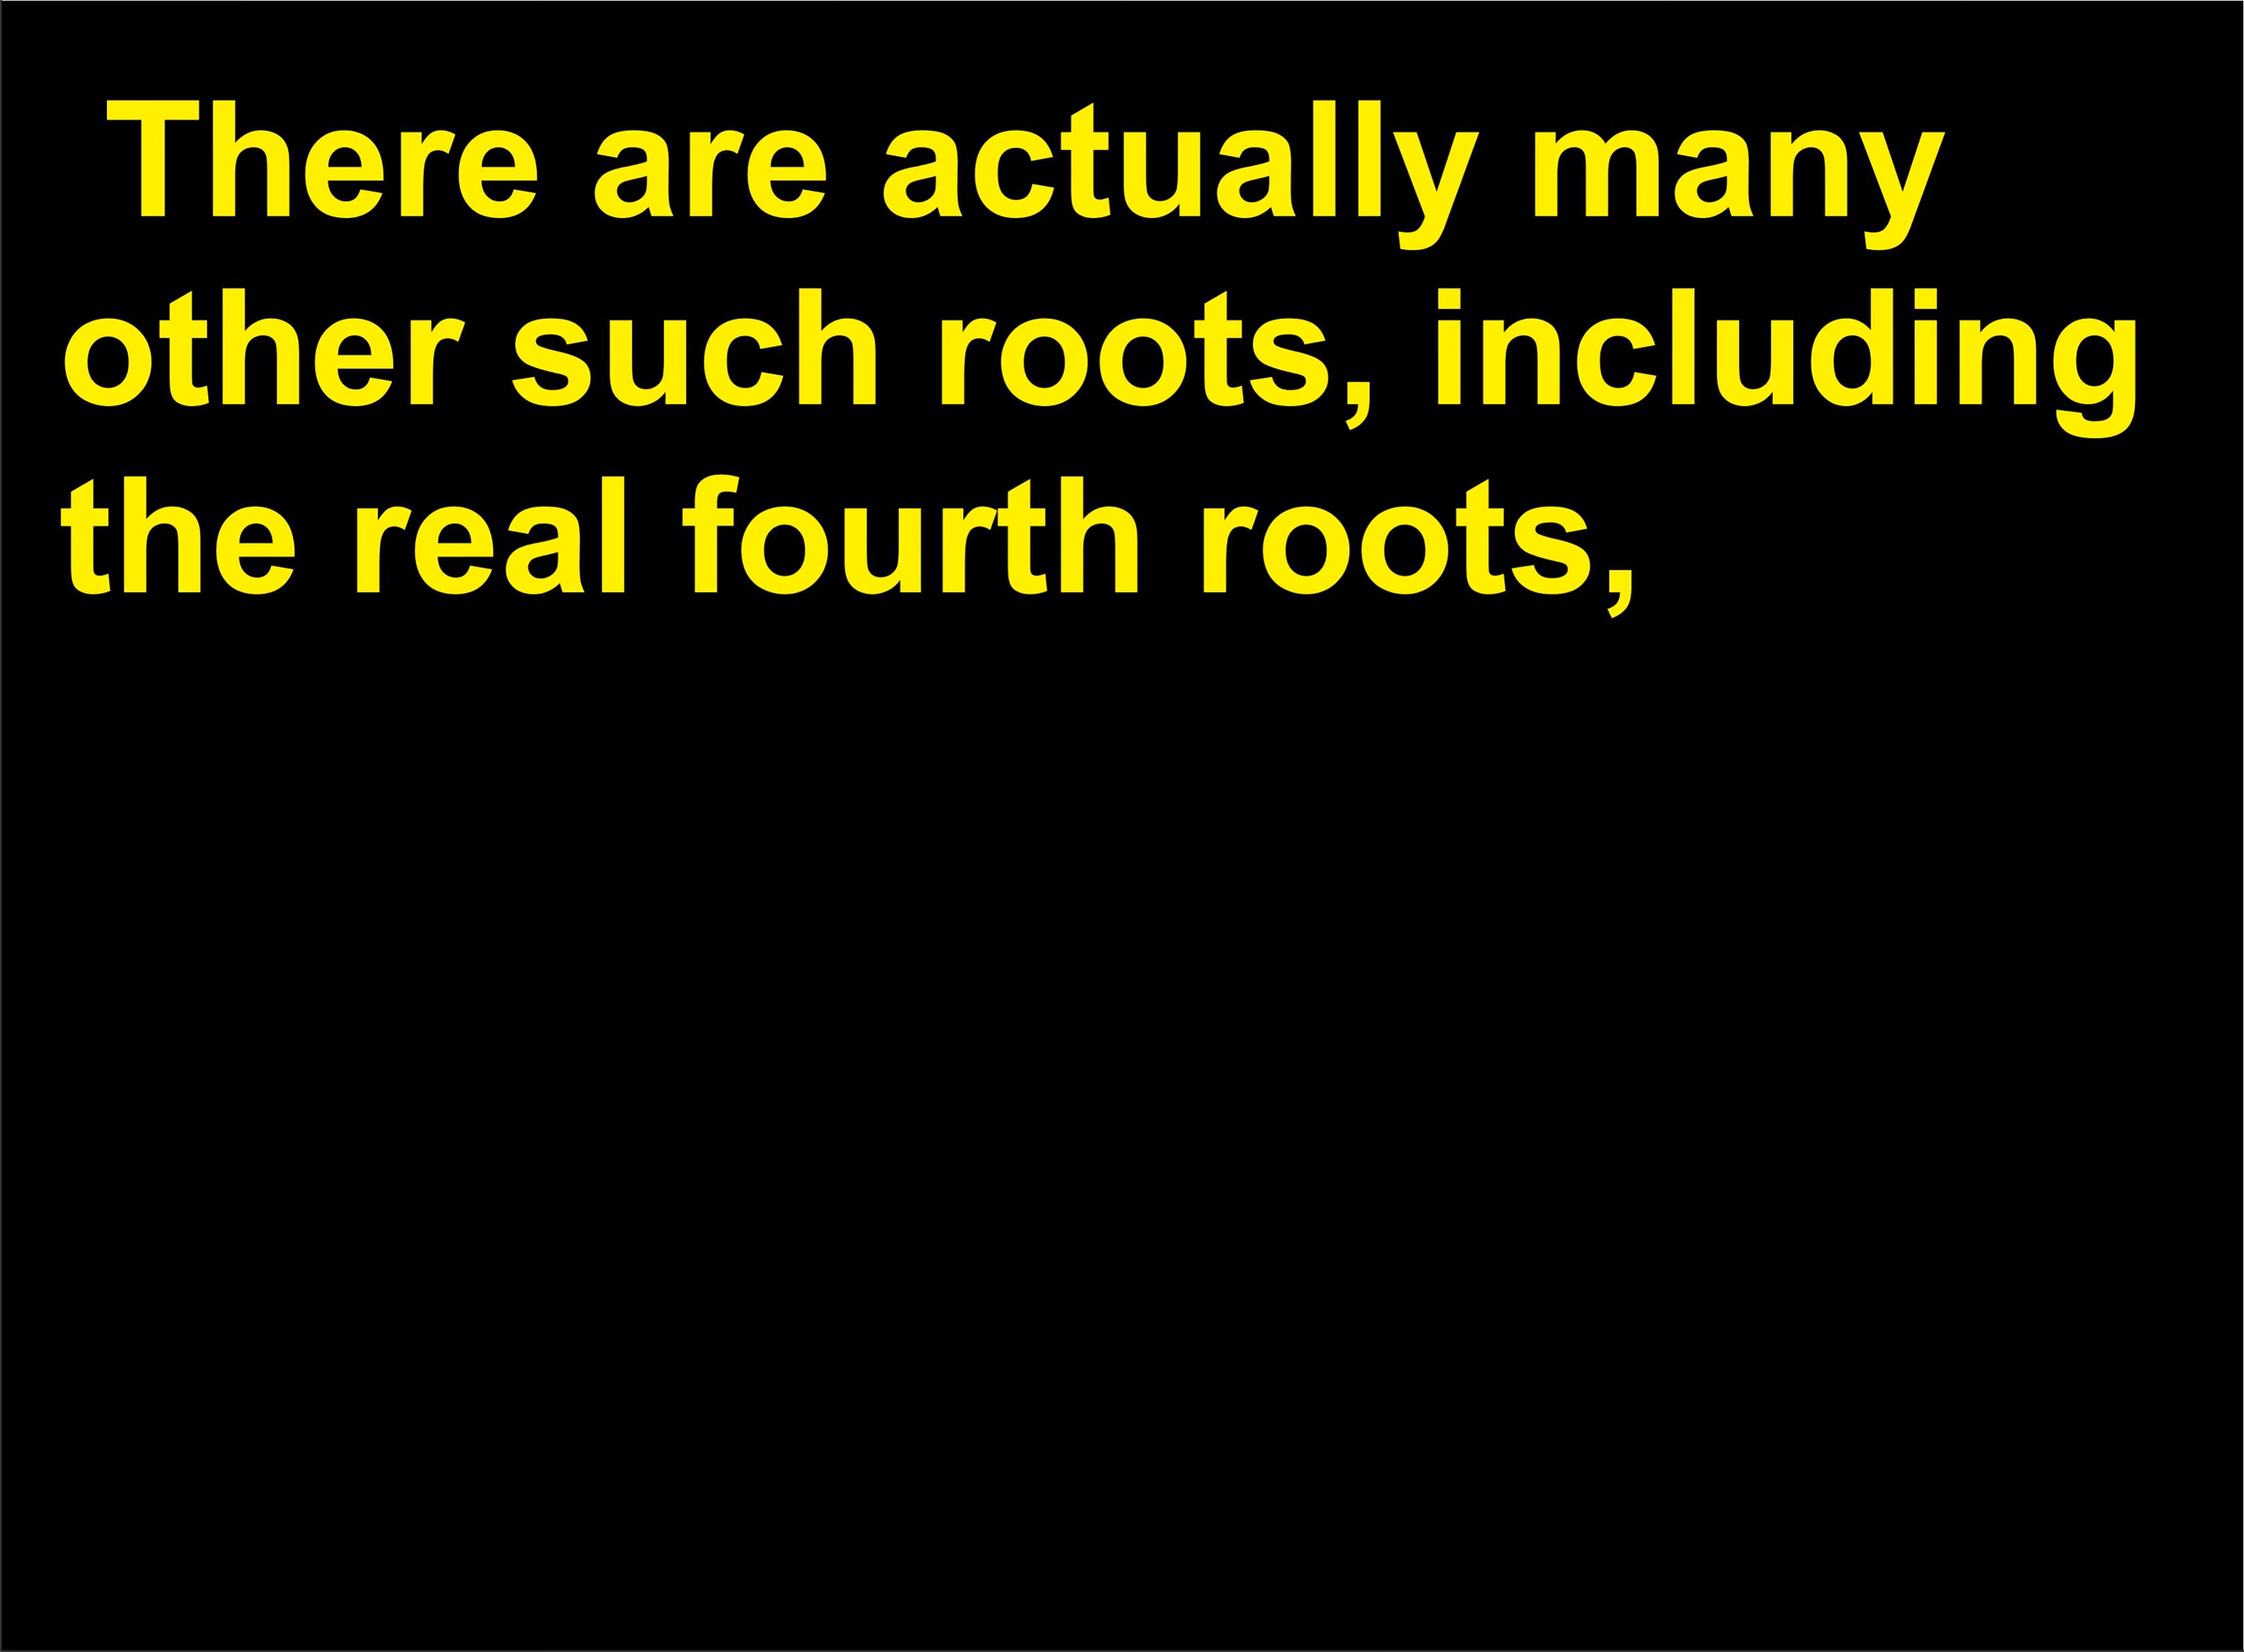 There are actually many
other such roots, including
the real fourth roots,